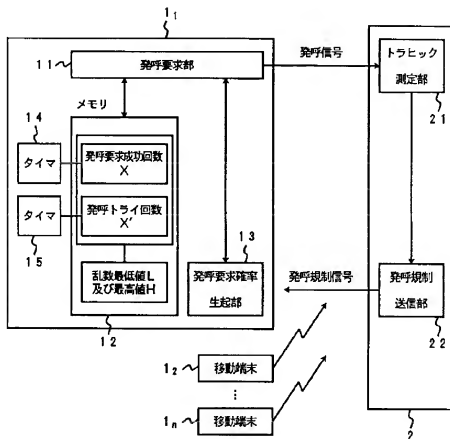 1₁
11
発呼要求部
発呼信号
トラヒック
測定部
21
メモリ
14
タイマ
発呼要求成功回数
X
タイマ
15
発呼トライ回数
X'
13
乱数最低値L
及び最高値H
発呼要求確率
生起部
発呼規制信号
発呼規制
送信部
22
12
1₂
移動端末
⋮
1ₙ
移動端末
2